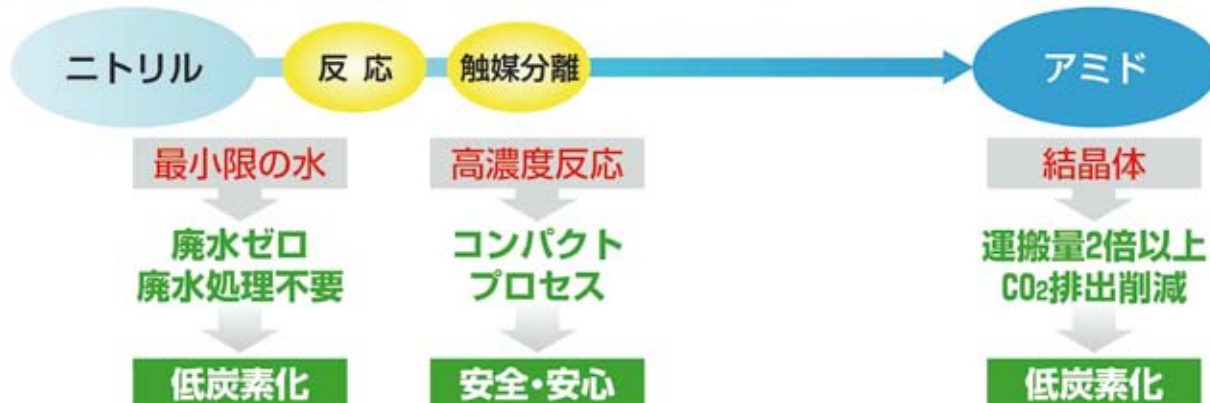 ニトリル
反応
触媒分離
アミド
最小限の水
高濃度反応
結晶体
廃水ゼロ
廃水処理不要
コンパクト
プロセス
運搬量2倍以上
CO₂排出削減
低炭素化
安全・安心
低炭素化